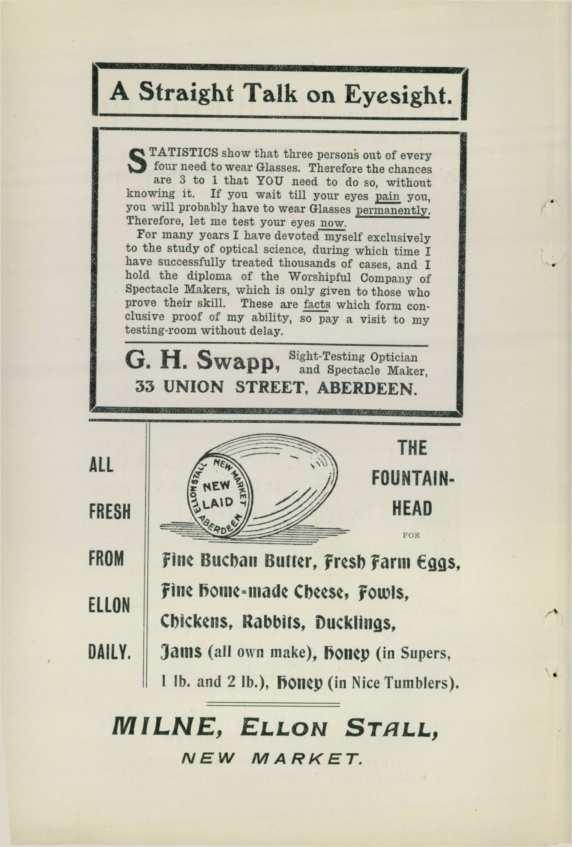 A Straight Talk on Eyesight.
STATISTICS show that three persons out of every
four need to wear Glasses. Therefore the chances
are 3 to 1 that YOU need to do so, without
knowing it. If you wait till your eyes pain you,
you will probably have to wear Glasses permanently.
Therefore, let me test your eyes now.
For many years I have devoted myself exclusively
to the study of optical science, during which time I
have successfully treated thousands of cases, and I
hold the diploma of the Worshipful Company of
Spectacle Makers, which is only given to those who
prove their skill. These are facts which form con-
clusive proof of my ability, so pay a visit to my
testing-room without delay.
G. H. Swapp, Sight-Testing Optician
and Spectacle Maker,
33 UNION STREET, ABERDEEN.
ALL
FRESH
FROM
ELLON
DAILY.
ELLON STALL NEW MARKET
NEW
LAID
ABERDEEN
THE
FOUNTAIN-
HEAD
FOR
Fine Buchan Butter, Fresh Farm Eggs,
Fine Home-made Cheese, Fowls,
Chickens, Rabbits, Ducklings,
Jams (all own make), Honey (in Supers,
1 lb. and 2 lb.), Honey (in Nice Tumblers).
MILNE, ELLON STALL,
NEW MARKET.